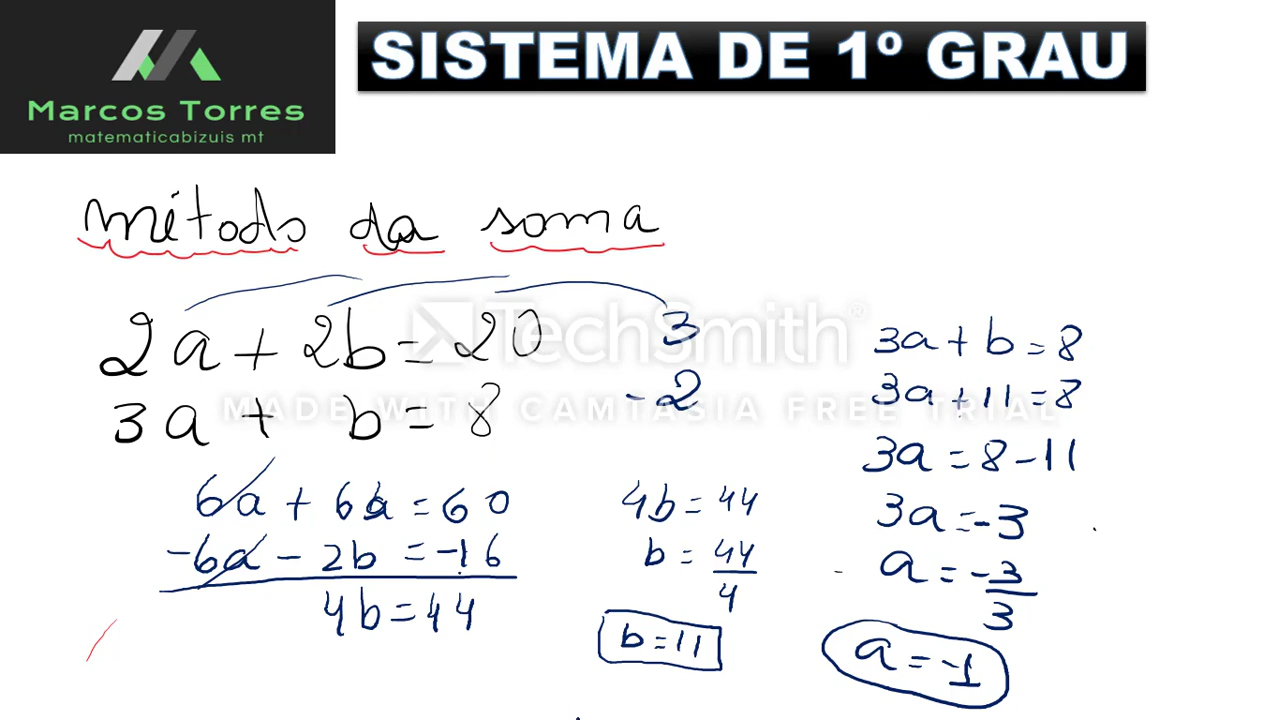 SISTEMA DE 1º GRAU
Marcos Torres
matematicabizuis mt
método da soma
2a + 2b = 20 3
3a + b = 8 -2
6a + 6b = 60
-6a - 2b = -16
4b = 44
4b = 44
b = 44
4
b = 11
3a + b = 8
3a + 11 = 8
3a = 8 - 11
3a = -3
a = -3
3
a = -1
TechSmith
MADE WITH CAMTASIA FREE TRIAL